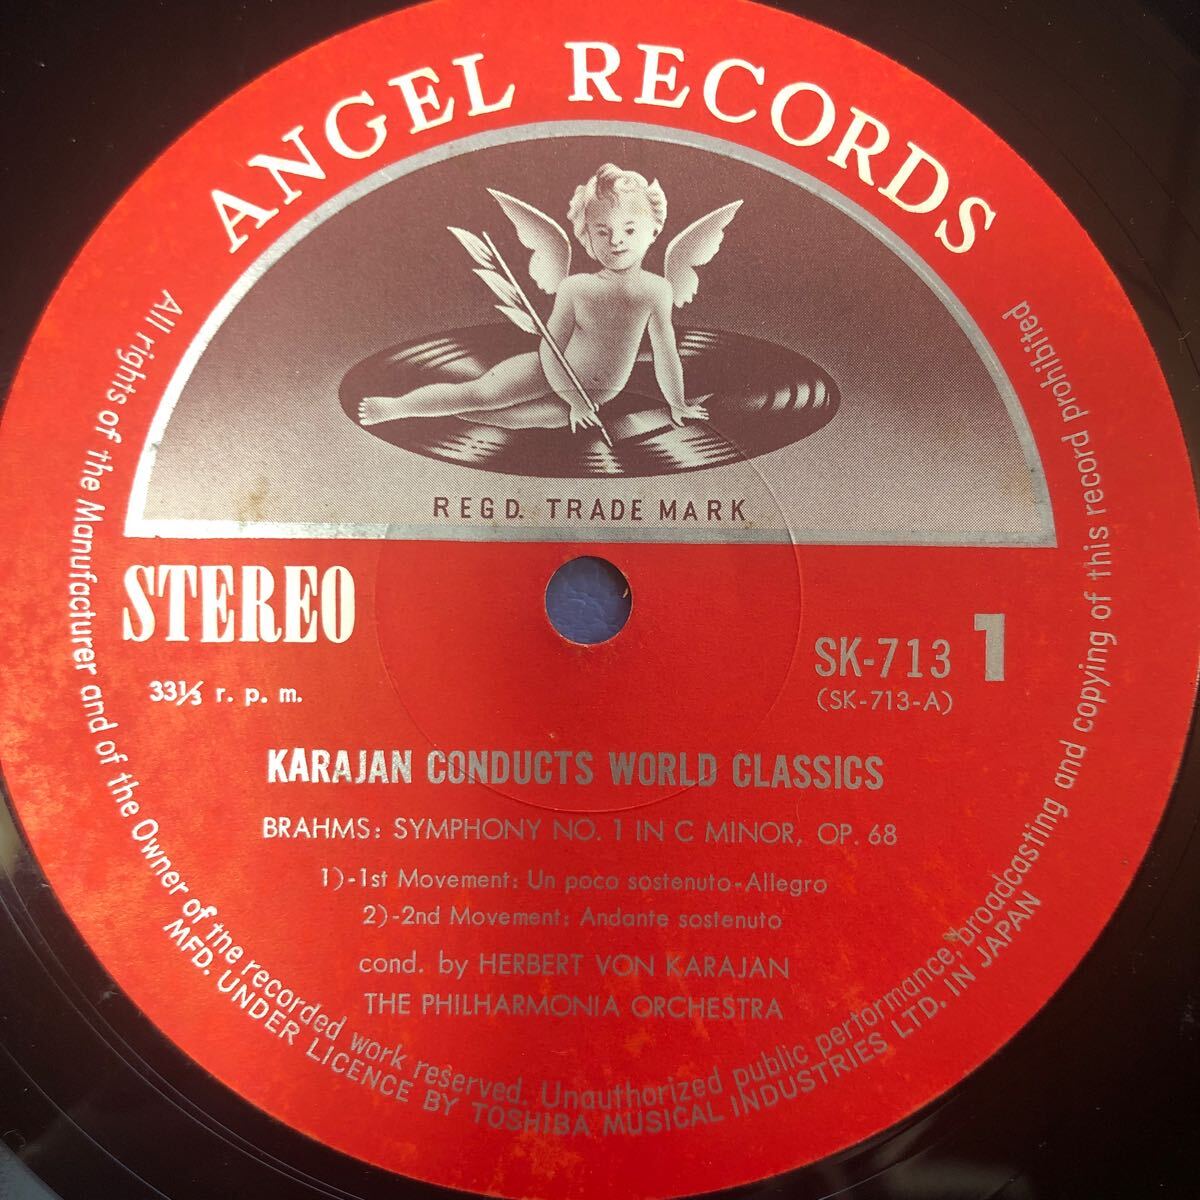 ANGEL RECORDS
REGD. TRADE MARK
STEREO
33⅓ r. p. m.
SK-713 1
(SK-713-A)
KARAJAN CONDUCTS WORLD CLASSICS
BRAHMS: SYMPHONY NO. 1 IN C MINOR, OP. 68
1)-1st Movement: Un poco sostenuto-Allegro
2)-2nd Movement: Andante sostenuto
cond. by HERBERT VON KARAJAN
THE PHILHARMONIA ORCHESTRA
All rights of the Manufacturer and of the Owner of the recorded work reserved. Unauthorized public performance, broadcasting and copying of this record prohibited
MFD. UNDER LICENCE BY TOSHIBA MUSICAL INDUSTRIES LTD. IN JAPAN